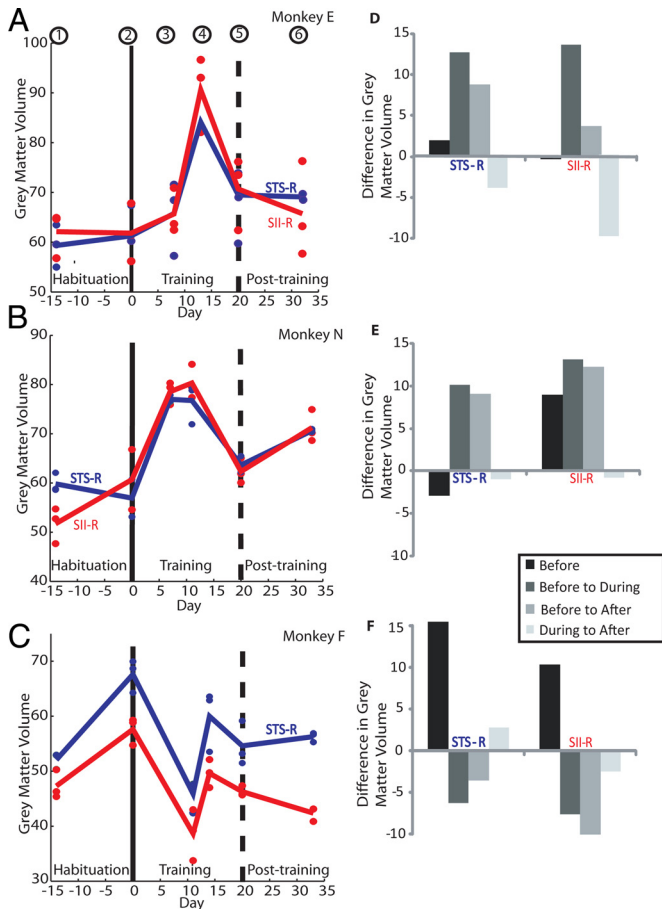 A
Monkey E
1 2 3 4 5 6
Grey Matter Volume
100
90
80
70
60
50
STS-R
SII-R
Habituation Training Post-training
-15 -10 -5 0 5 10 15 20 25 30 35
Day
D
Difference in Grey
Matter Volume
15
10
5
0
-5
-10
STS-R SII-R
B
Monkey N
Grey Matter Volume
90
80
70
60
50
40
STS-R
SII-R
Habituation Training Post-training
-15 -10 -5 0 5 10 15 20 25 30 35
Day
E
Difference in Grey
Matter Volume
15
10
5
0
-5
-10
STS-R SII-R
Before
Before to During
Before to After
During to After
C
Monkey F
Grey Matter Volume
70
60
50
40
30
STS-R
SII-R
Habituation Training Post-training
-15 -10 -5 0 5 10 15 20 25 30 35
Day
F
Difference in Grey
Matter Volume
15
10
5
0
-5
-10
STS-R SII-R